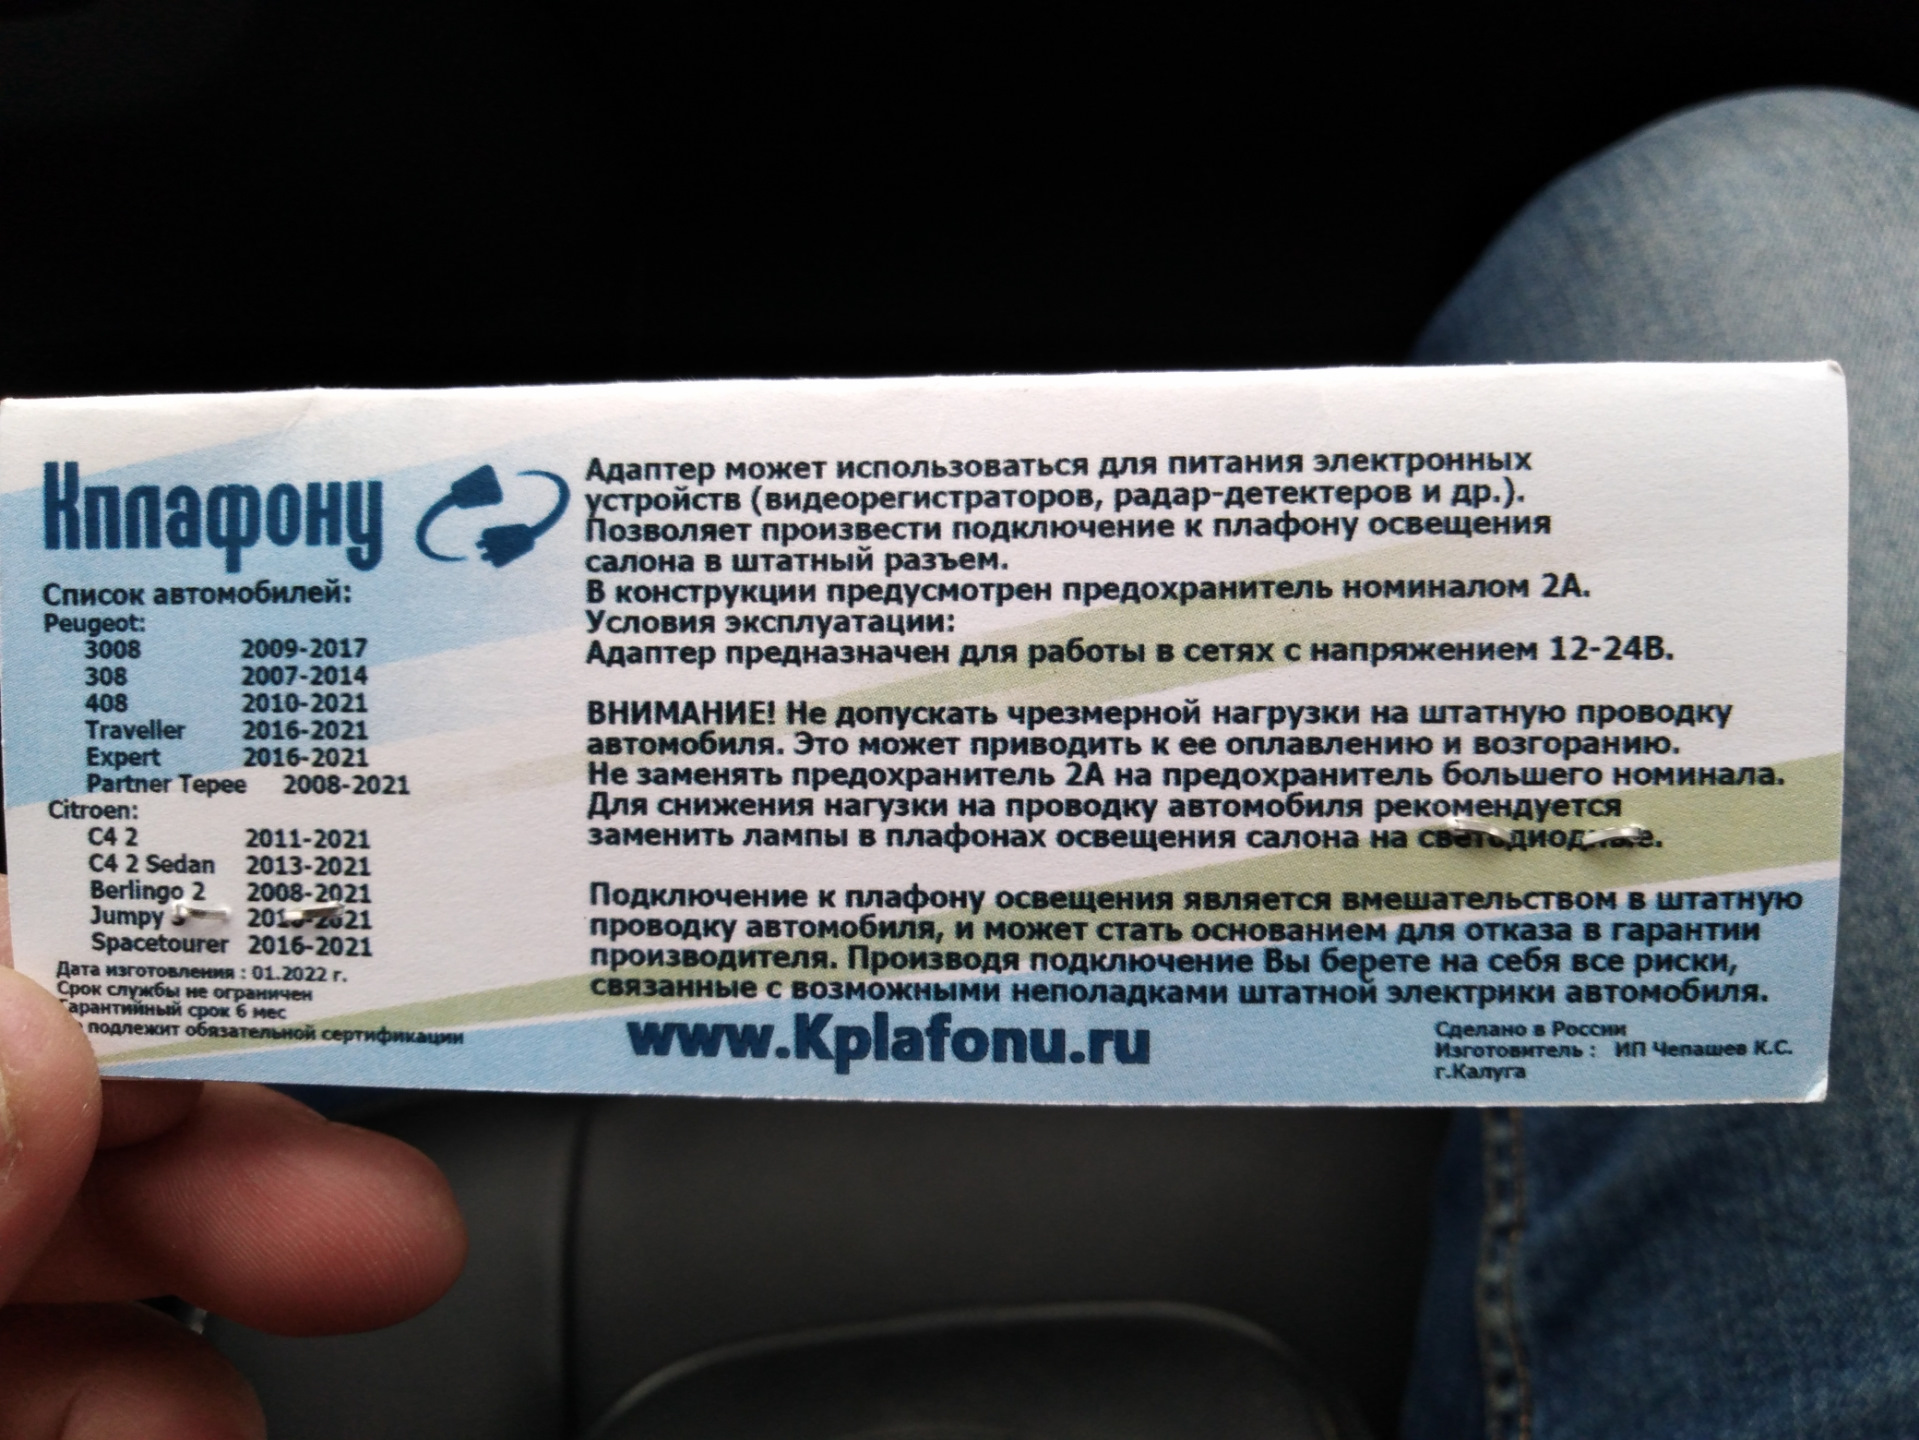 Кплафону
Список автомобилей:
Peugeot:
3008 2009-2017
308 2007-2014
408 2010-2021
Traveller 2016-2021
Expert 2016-2021
Partner Tepee 2008-2021
Citroen:
C4 2 2011-2021
C4 2 Sedan 2013-2021
Berlingo 2 2008-2021
Jumpy
Spacetourer 2016-2021
Дата изготовления : 01.2022 г.
Срок службы не ограничен
Гарантийный срок 6 мес
подлежит обязательной сертификации
Адаптер может использоваться для питания электронных
устройств (видеорегистраторов, радар-детектеров и др.).
Позволяет произвести подключение к плафону освещения
салона в штатный разъем.
В конструкции предусмотрен предохранитель номиналом 2А.
Условия эксплуатации:
Адаптер предназначен для работы в сетях с напряжением 12-24В.
ВНИМАНИЕ! Не допускать чрезмерной нагрузки на штатную проводку
автомобиля. Это может приводить к ее оплавлению и возгоранию.
Не заменять предохранитель 2А на предохранитель большего номинала.
Для снижения нагузки на проводку автомобиля рекомендуется
заменить лампы в плафонах освещения салона на светодиодные.
Подключение к плафону освещения является вмешательством в штатную
проводку автомобиля, и может стать основанием для отказа в гарантии
производителя. Производя подключение Вы берете на себя все риски,
связанные с возможными неполадками штатной электрики автомобиля.
www.Kplafonu.ru
Сделано в России
Изготовитель : ИП Чепашев К.С.
г.Калуга